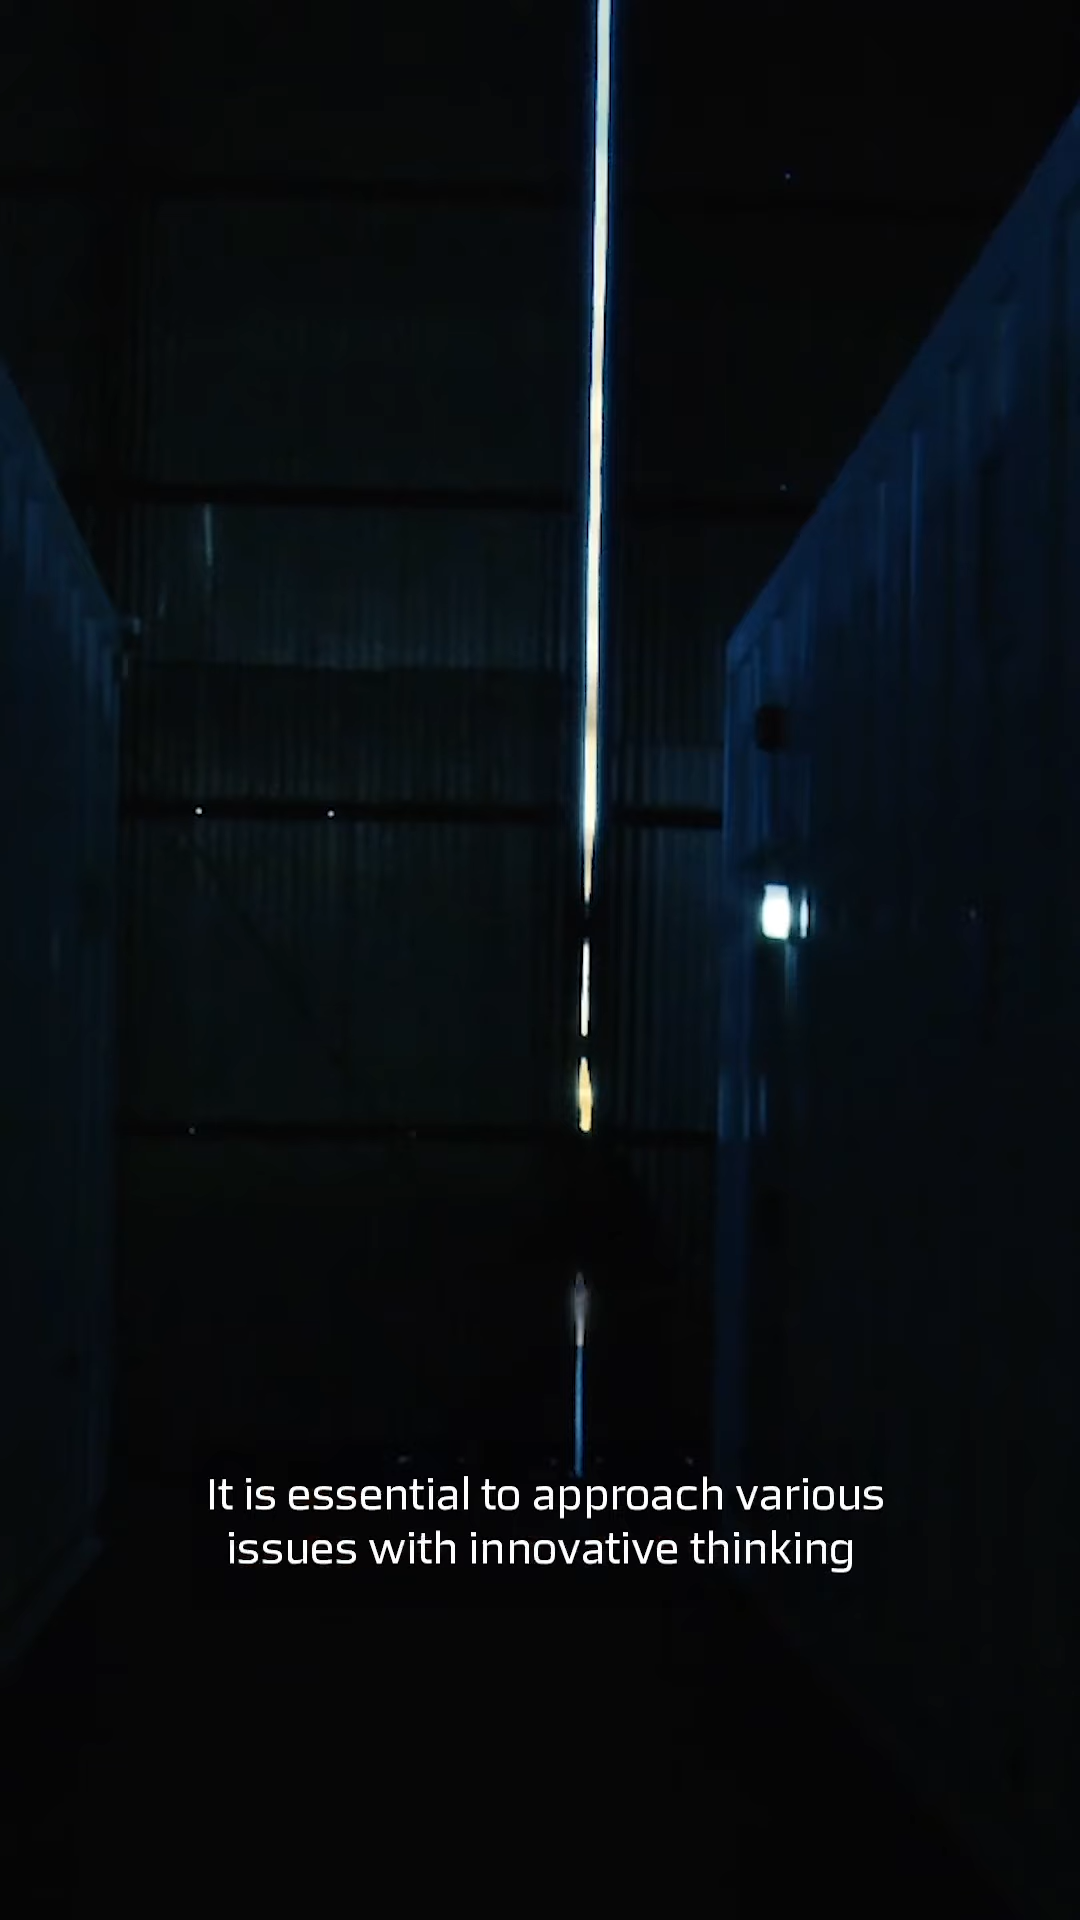 It is essential to approach various
issues with innovative thinking